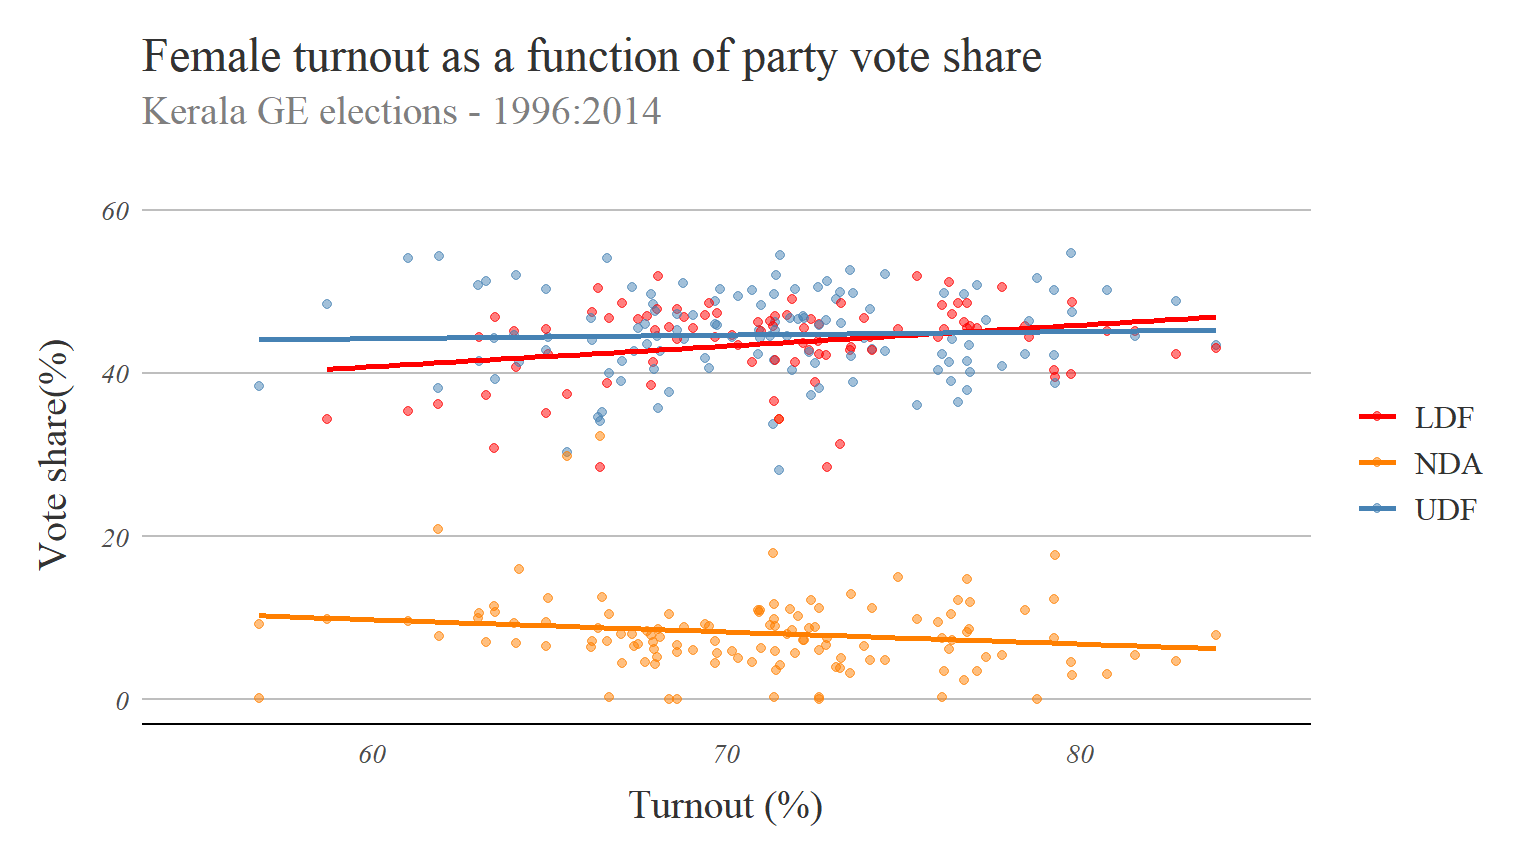 Female turnout as a function of party vote share
Kerala GE elections - 1996:2014
Vote share(%)
60
40
20
0
60 70 80
Turnout (%)
LDF
NDA
UDF